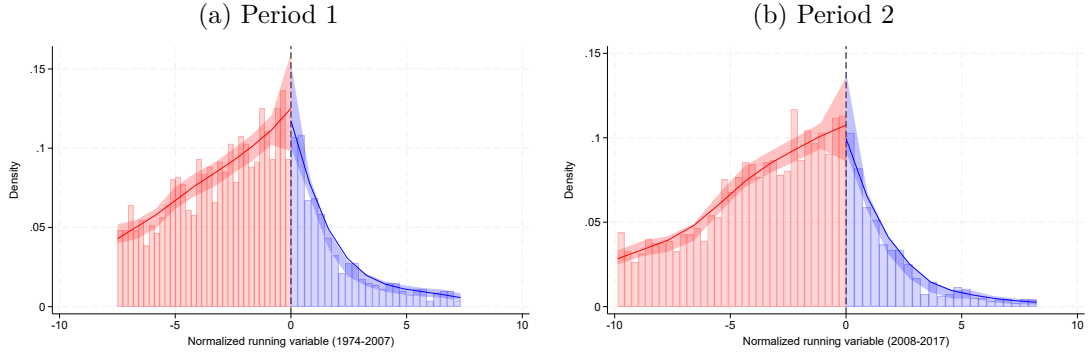 (a) Period 1
.15
.1
.05
0
Density
-10 -5 0 5 10
Normalized running variable (1974-2007)
(b) Period 2
.15
.1
.05
0
Density
-10 -5 0 5 10
Normalized running variable (2008-2017)